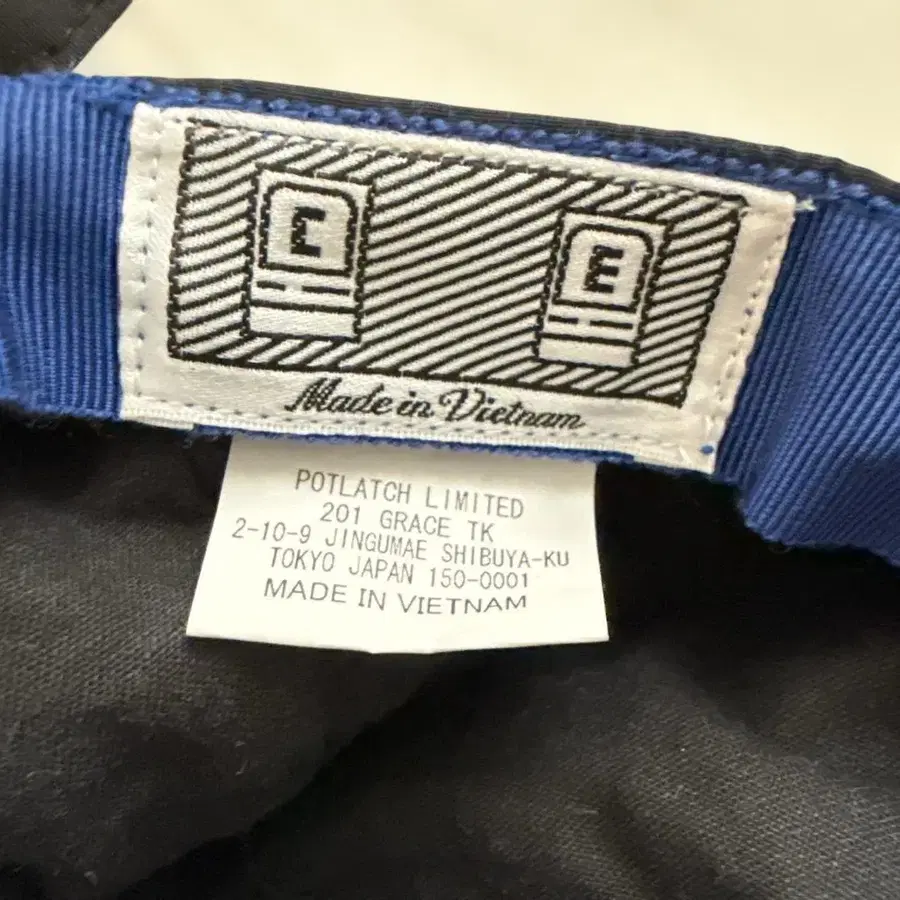 E E
Made in Vietnam
POTLATCH LIMITED
201 GRACE TK
2-10-9 JINGUMAE SHIBUYA-KU
TOKYO JAPAN 150-0001
MADE IN VIETNAM